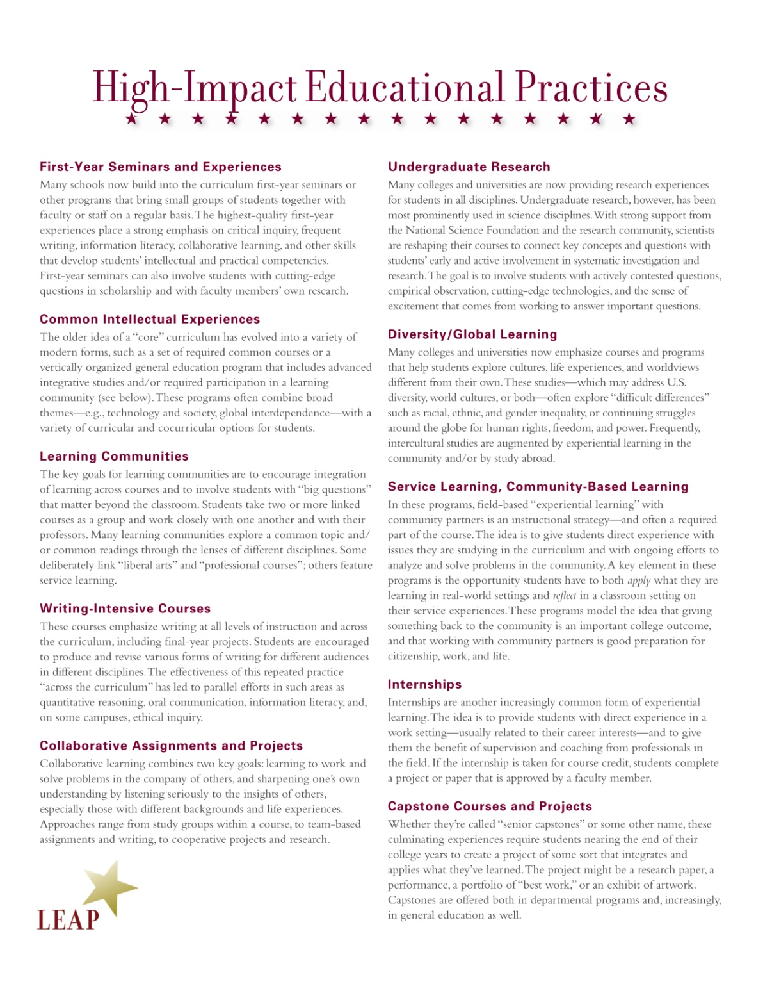 High-Impact Educational Practices
First-Year Seminars and Experiences
Many schools now build into the curriculum first-year seminars or
other programs that bring small groups of students together with
faculty or staff on a regular basis. The highest-quality first-year
experiences place a strong emphasis on critical inquiry, frequent
writing, information literacy, collaborative learning, and other skills
that develop students’ intellectual and practical competencies.
First-year seminars can also involve students with cutting-edge
questions in scholarship and with faculty members’ own research.
Common Intellectual Experiences
The older idea of a “core” curriculum has evolved into a variety of
modern forms, such as a set of required common courses or a
vertically organized general education program that includes advanced
integrative studies and/or required participation in a learning
community (see below). These programs often combine broad
themes—e.g., technology and society, global interdependence—with a
variety of curricular and cocurricular options for students.
Learning Communities
The key goals for learning communities are to encourage integration
of learning across courses and to involve students with “big questions”
that matter beyond the classroom. Students take two or more linked
courses as a group and work closely with one another and with their
professors. Many learning communities explore a common topic and/
or common readings through the lenses of different disciplines. Some
deliberately link “liberal arts” and “professional courses”; others feature
service learning.
Writing-Intensive Courses
These courses emphasize writing at all levels of instruction and across
the curriculum, including final-year projects. Students are encouraged
to produce and revise various forms of writing for different audiences
in different disciplines. The effectiveness of this repeated practice
“across the curriculum” has led to parallel efforts in such areas as
quantitative reasoning, oral communication, information literacy, and,
on some campuses, ethical inquiry.
Collaborative Assignments and Projects
Collaborative learning combines two key goals: learning to work and
solve problems in the company of others, and sharpening one’s own
understanding by listening seriously to the insights of others,
especially those with different backgrounds and life experiences.
Approaches range from study groups within a course, to team-based
assignments and writing, to cooperative projects and research.
LEAP
Undergraduate Research
Many colleges and universities are now providing research experiences
for students in all disciplines. Undergraduate research, however, has been
most prominently used in science disciplines. With strong support from
the National Science Foundation and the research community, scientists
are reshaping their courses to connect key concepts and questions with
students’ early and active involvement in systematic investigation and
research. The goal is to involve students with actively contested questions,
empirical observation, cutting-edge technologies, and the sense of
excitement that comes from working to answer important questions.
Diversity/Global Learning
Many colleges and universities now emphasize courses and programs
that help students explore cultures, life experiences, and worldviews
different from their own. These studies—which may address U.S.
diversity, world cultures, or both—often explore “difficult differences”
such as racial, ethnic, and gender inequality, or continuing struggles
around the globe for human rights, freedom, and power. Frequently,
intercultural studies are augmented by experiential learning in the
community and/or by study abroad.
Service Learning, Community-Based Learning
In these programs, field-based “experiential learning” with
community partners is an instructional strategy—and often a required
part of the course. The idea is to give students direct experience with
issues they are studying in the curriculum and with ongoing efforts to
analyze and solve problems in the community. A key element in these
programs is the opportunity students have to both apply what they are
learning in real-world settings and reflect in a classroom setting on
their service experiences. These programs model the idea that giving
something back to the community is an important college outcome,
and that working with community partners is good preparation for
citizenship, work, and life.
Internships
Internships are another increasingly common form of experiential
learning. The idea is to provide students with direct experience in a
work setting—usually related to their career interests—and to give
them the benefit of supervision and coaching from professionals in
the field. If the internship is taken for course credit, students complete
a project or paper that is approved by a faculty member.
Capstone Courses and Projects
Whether they’re called “senior capstones” or some other name, these
culminating experiences require students nearing the end of their
college years to create a project of some sort that integrates and
applies what they’ve learned. The project might be a research paper, a
performance, a portfolio of “best work,” or an exhibit of artwork.
Capstones are offered both in departmental programs and, increasingly,
in general education as well.